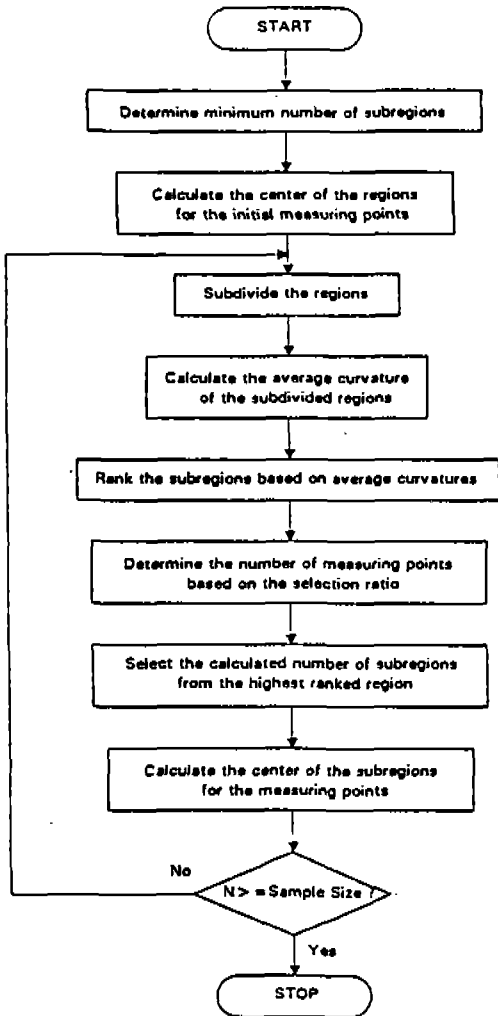 START
Determine minimum number of subregions
Calculate the center of the regions
for the initial measuring points
Subdivide the regions
Calculate the average curvature
of the subdivided regions
Rank the subregions based on average curvatures
Determine the number of measuring points
based on the selection ratio
Select the calculated number of subregions
from the highest ranked region
Calculate the center of the subregions
for the measuring points
No
N> =Sample Size ?
Yes
STOP